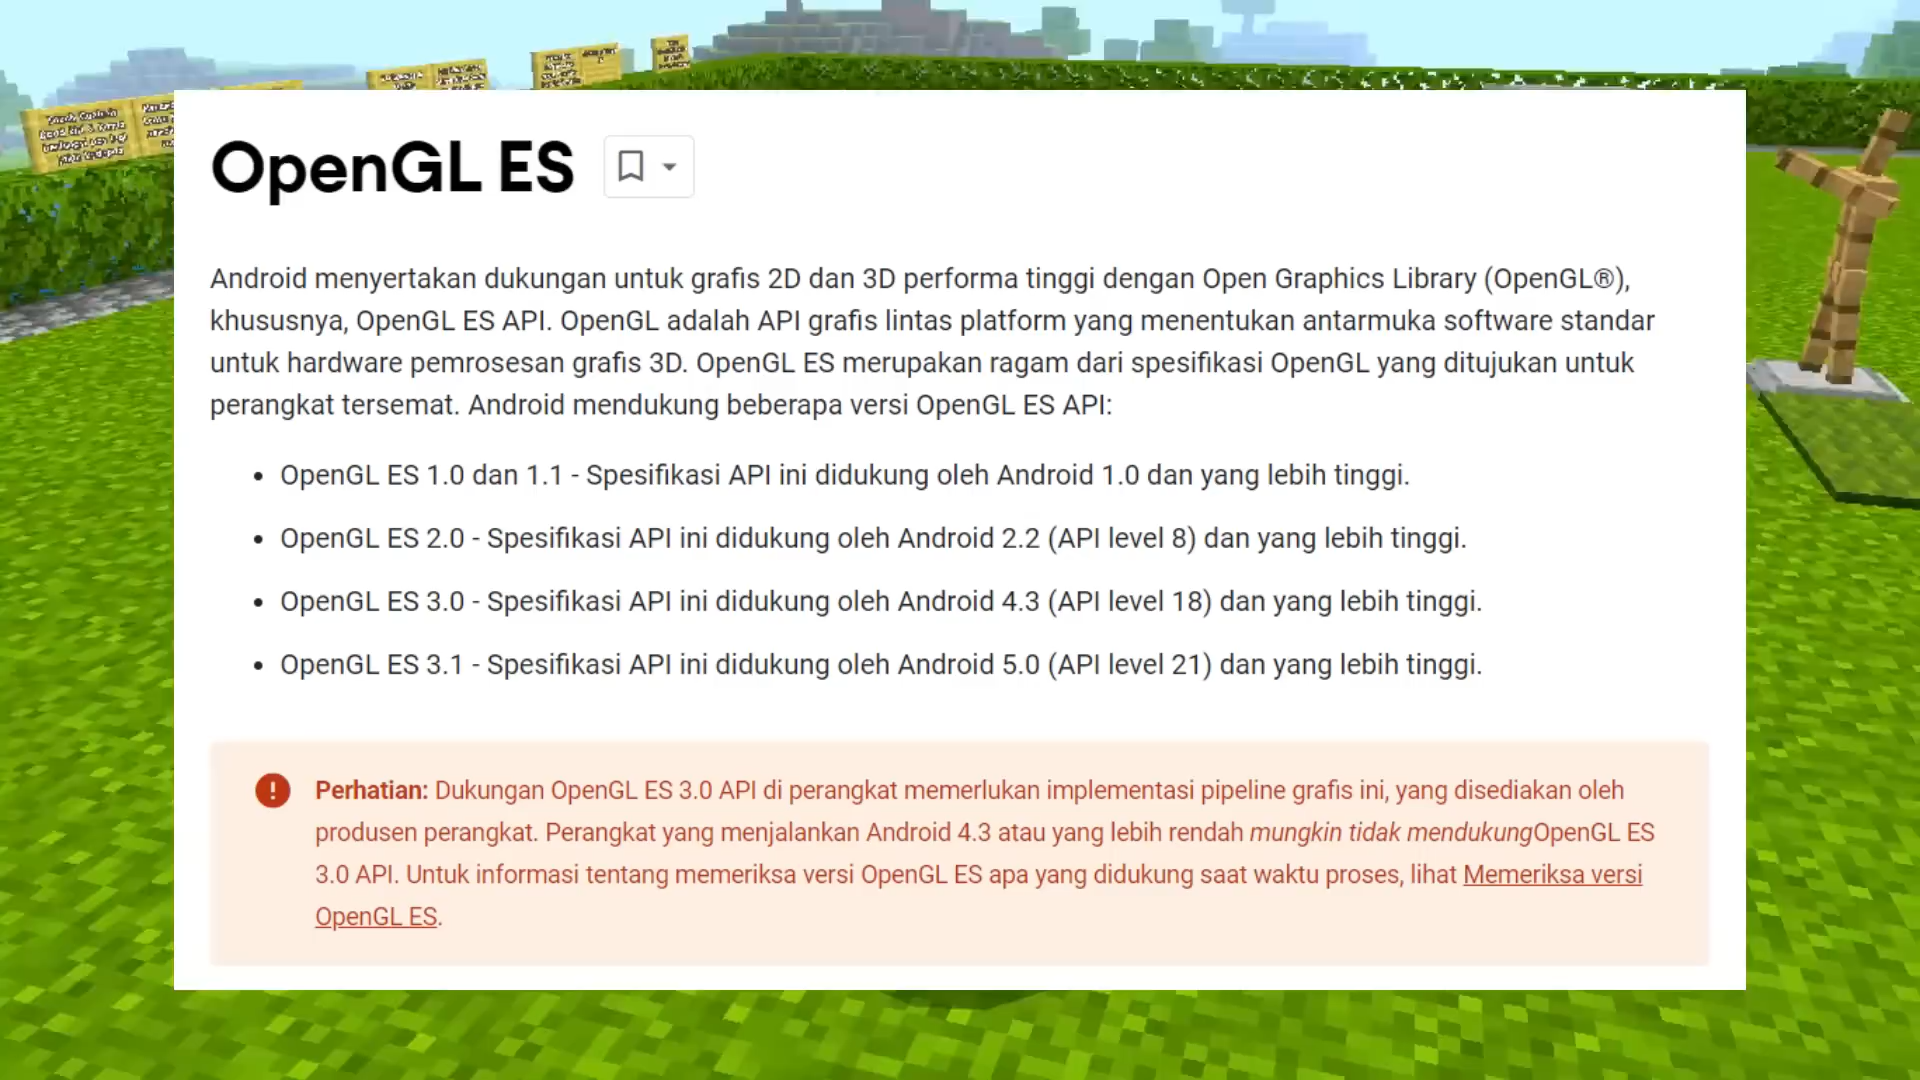 OpenGL ES
Android menyertakan dukungan untuk grafis 2D dan 3D performa tinggi dengan Open Graphics Library (OpenGL®),
khususnya, OpenGL ES API. OpenGL adalah API grafis lintas platform yang menentukan antarmuka software standar
untuk hardware pemrosesan grafis 3D. OpenGL ES merupakan ragam dari spesifikasi OpenGL yang ditujukan untuk
perangkat tersemat. Android mendukung beberapa versi OpenGL ES API:
• OpenGL ES 1.0 dan 1.1 - Spesifikasi API ini didukung oleh Android 1.0 dan yang lebih tinggi.
• OpenGL ES 2.0 - Spesifikasi API ini didukung oleh Android 2.2 (API level 8) dan yang lebih tinggi.
• OpenGL ES 3.0 - Spesifikasi API ini didukung oleh Android 4.3 (API level 18) dan yang lebih tinggi.
• OpenGL ES 3.1 - Spesifikasi API ini didukung oleh Android 5.0 (API level 21) dan yang lebih tinggi.
Perhatian: Dukungan OpenGL ES 3.0 API di perangkat memerlukan implementasi pipeline grafis ini, yang disediakan oleh
produsen perangkat. Perangkat yang menjalankan Android 4.3 atau yang lebih rendah mungkin tidak mendukungOpenGL ES
3.0 API. Untuk informasi tentang memeriksa versi OpenGL ES apa yang didukung saat waktu proses, lihat Memeriksa versi
OpenGL ES.